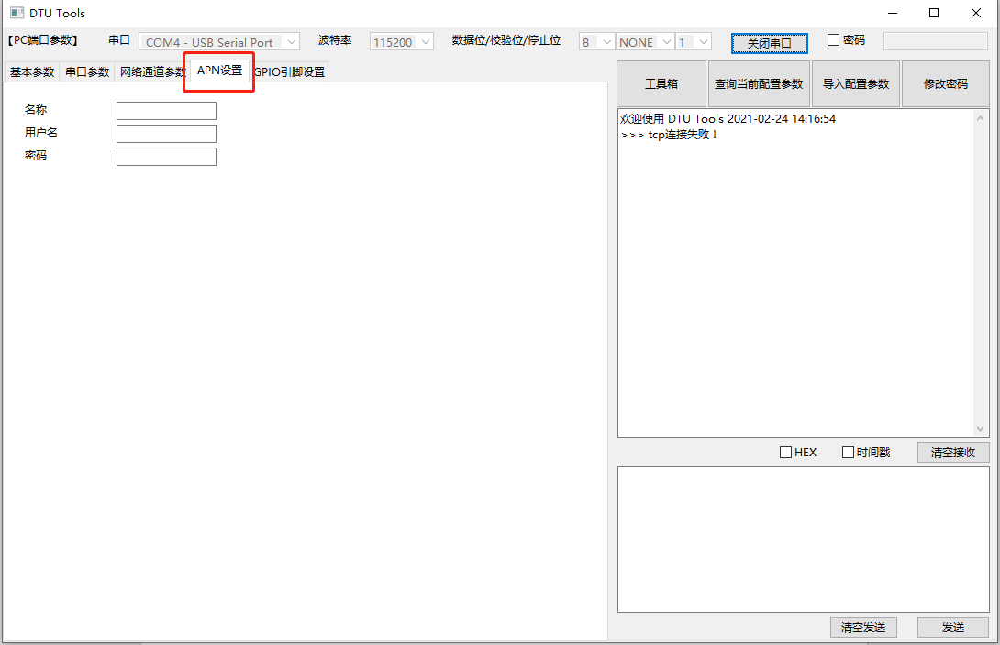 DTU Tools
【PC端口参数】 串口 COM4 - USB Serial Port 波特率 115200 数据位/校验位/停止位 8 NONE 1 关闭串口 密码
基本参数 串口参数 网络通道参数 APN设置 GPIO引脚设置
工具箱 查询当前配置参数 导入配置参数 修改密码
名称
用户名
密码
欢迎使用 DTU Tools 2021-02-24 14:16:54
>>> tcp连接失败！
HEX 时间戳 清空接收
清空发送 发送